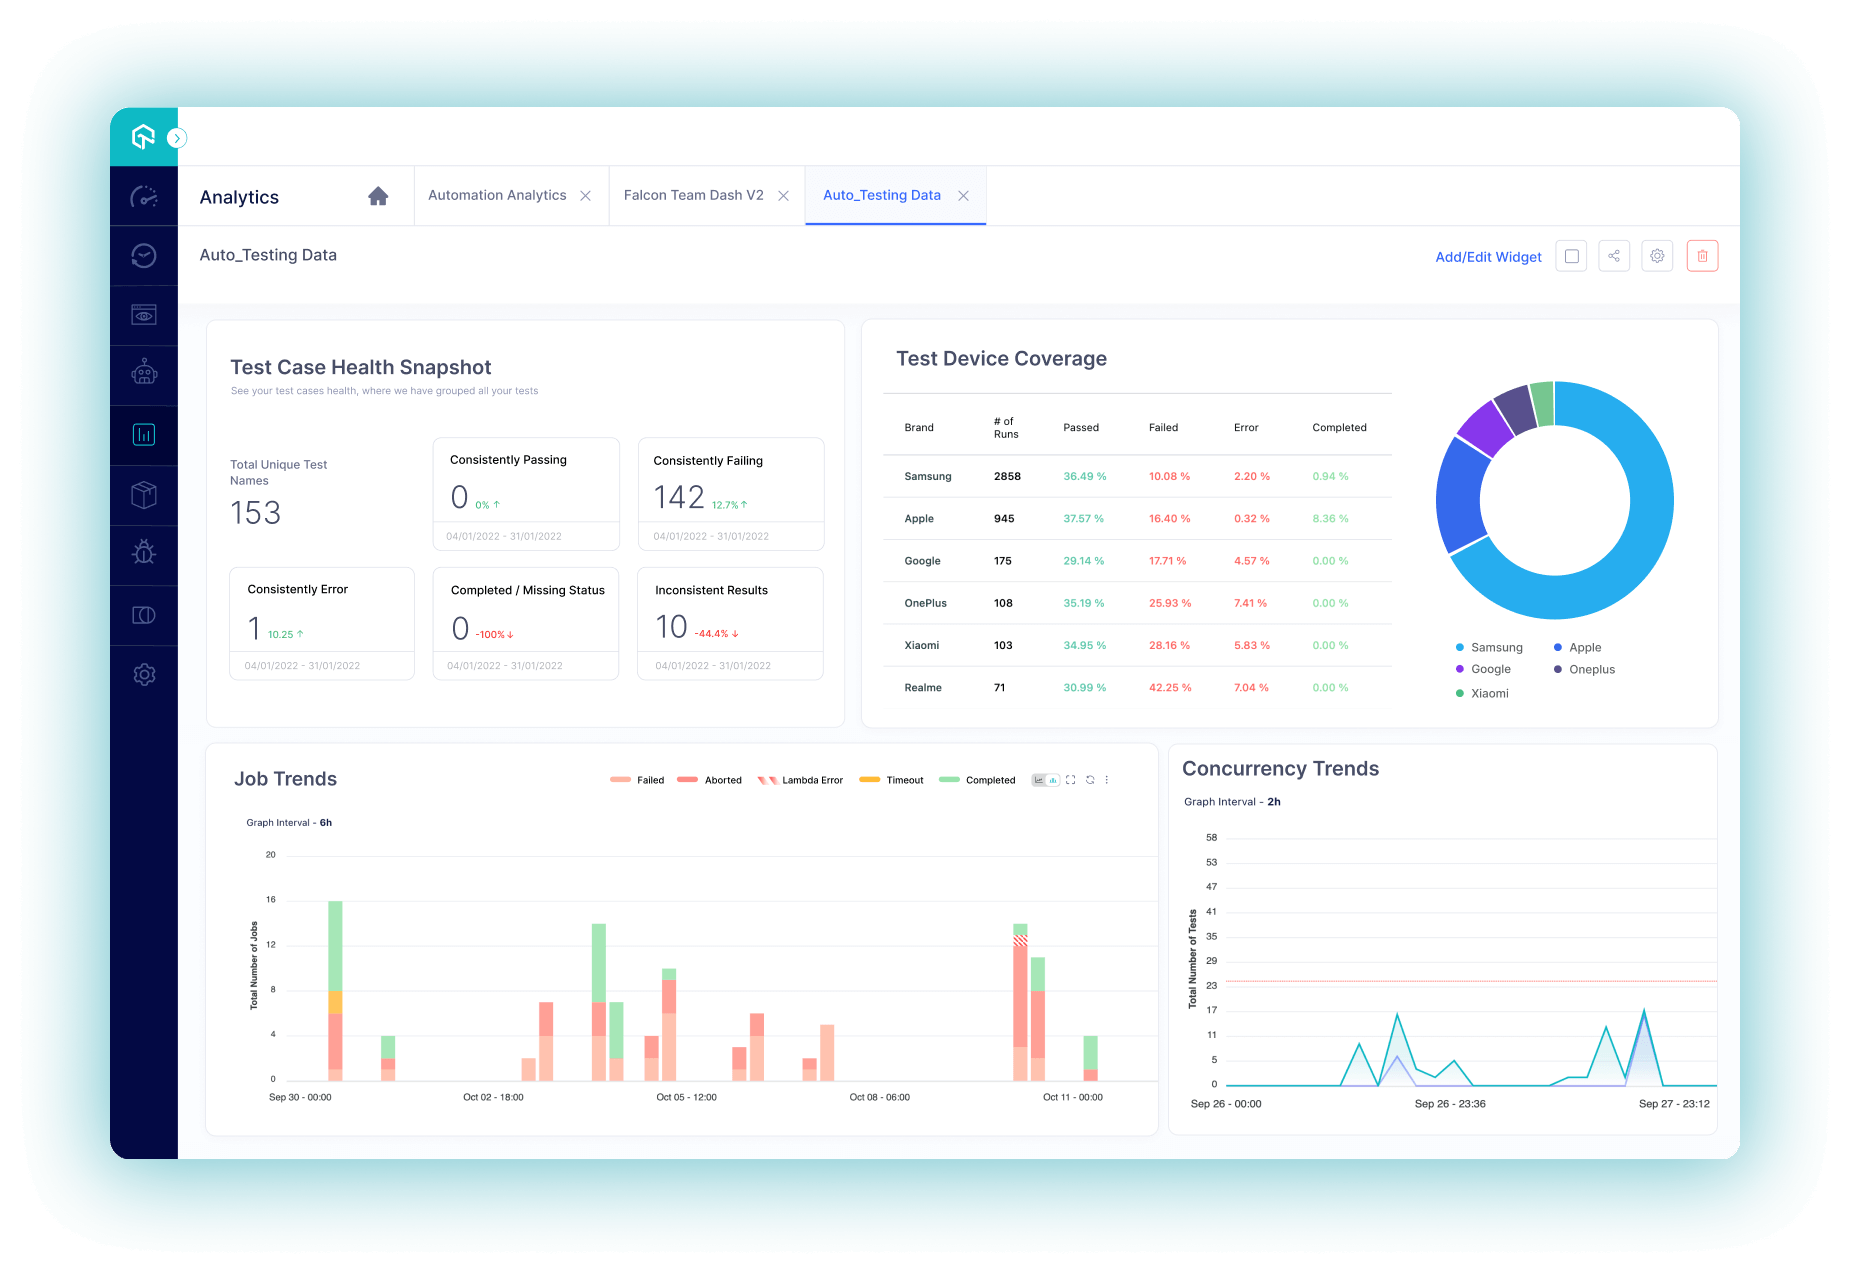 Analytics
Automation Analytics
Falcon Team Dash V2
Auto_Testing Data
Auto_Testing Data
Add/Edit Widget
Test Case Health Snapshot
See your test cases health, where we have grouped all your tests
Total Unique Test
Names
153
Consistently Passing
0 0% ↑
04/01/2022 - 31/01/2022
Consistently Failing
142 12.7% ↑
04/01/2022 - 31/01/2022
Consistently Error
1 10.25 ↑
04/01/2022 - 31/01/2022
Completed / Missing Status
0 -100% ↓
04/01/2022 - 31/01/2022
Inconsistent Results
10 -44.4% ↓
04/01/2022 - 31/01/2022
Test Device Coverage
Brand # of Runs Passed Failed Error Completed
Samsung 2858 36.49 % 10.08 % 2.20 % 0.94 %
Apple 945 37.57 % 16.40 % 0.32 % 8.36 %
Google 175 29.14 % 17.71 % 4.57 % 0.00 %
OnePlus 108 35.19 % 25.93 % 7.41 % 0.00 %
Xiaomi 103 34.95 % 28.16 % 5.83 % 0.00 %
Realme 71 30.99 % 42.25 % 7.04 % 0.00 %
Samsung Apple
Google Oneplus
Xiaomi
Job Trends
Failed Aborted Lambda Error Timeout Completed
Graph Interval - 6h
Total Number of Jobs
20
16
12
8
4
0
Sep 30 - 00:00 Oct 02 - 18:00 Oct 05 - 12:00 Oct 08 - 06:00 Oct 11 - 00:00
Concurrency Trends
Graph Interval - 2h
Total Number of Tests
58
53
47
41
35
29
23
17
11
5
0
Sep 26 - 00:00 Sep 26 - 23:36 Sep 27 - 23:12